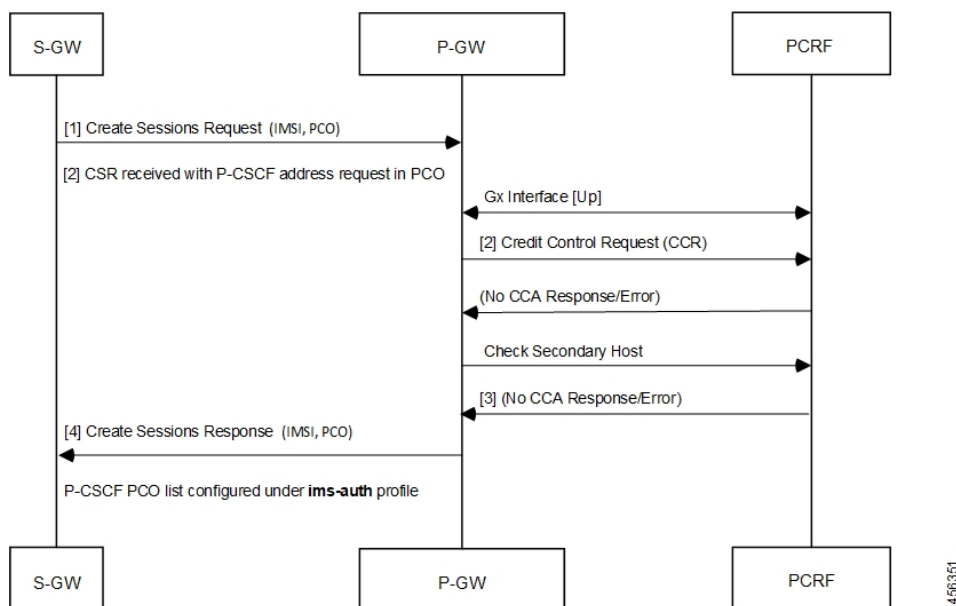 S-GW
P-GW
PCRF
[1] Create Sessions Request (IMSI, PCO)
[2] CSR received with P-CSCF address request in PCO
Gx Interface [Up]
[2] Credit Control Request (CCR)
(No CCA Response/Error)
Check Secondary Host
[3] (No CCA Response/Error)
[4] Create Sessions Response (IMSI, PCO)
P-CSCF PCO list configured under ims-auth profile
S-GW
P-GW
PCRF
456351